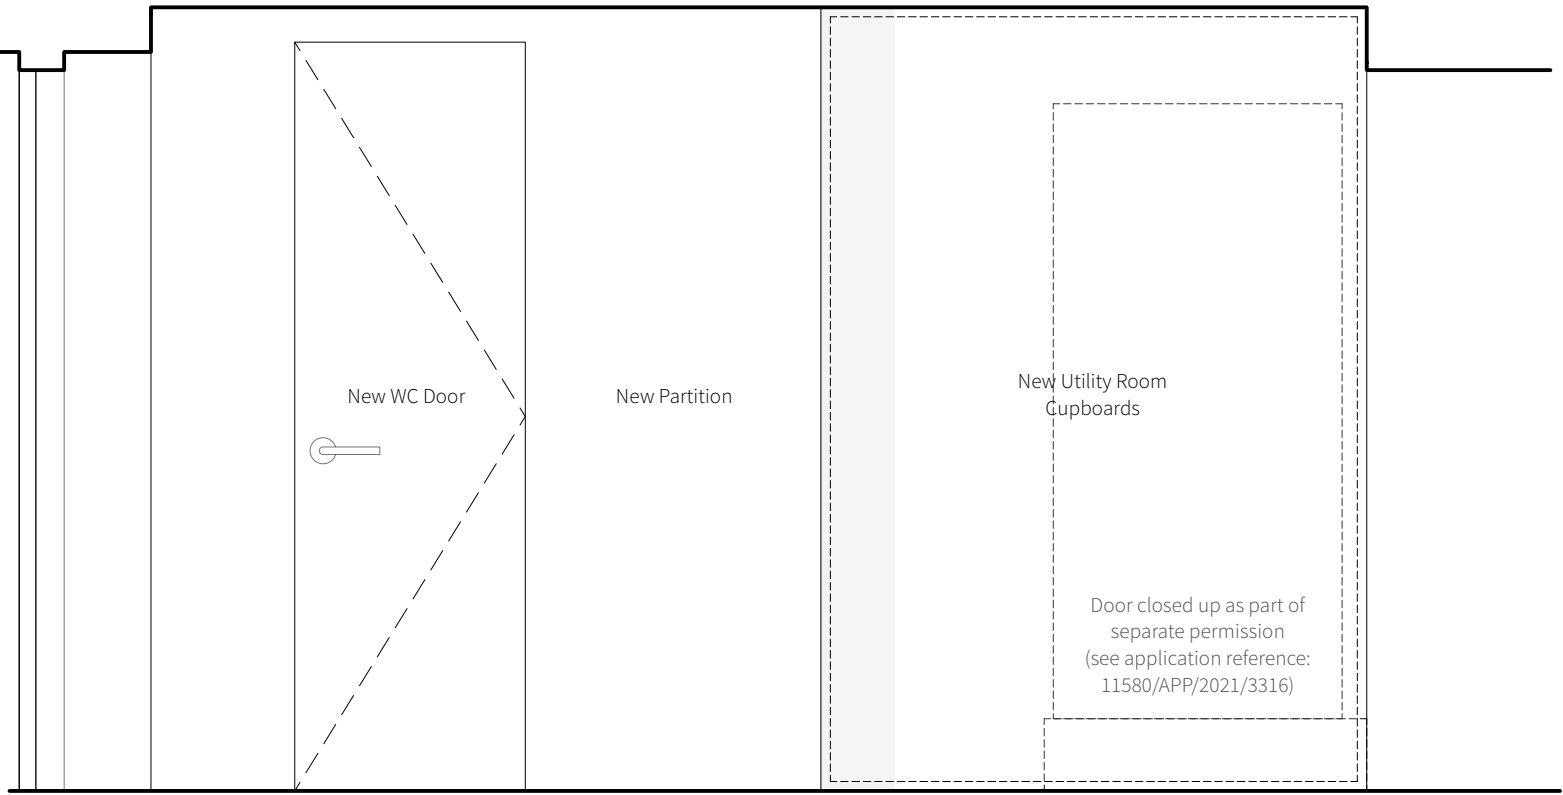 New WC Door
New Partition
New Utility Room
Cupboards
Door closed up as part of
separate permission
(see application reference:
11580/APP/2021/3316)